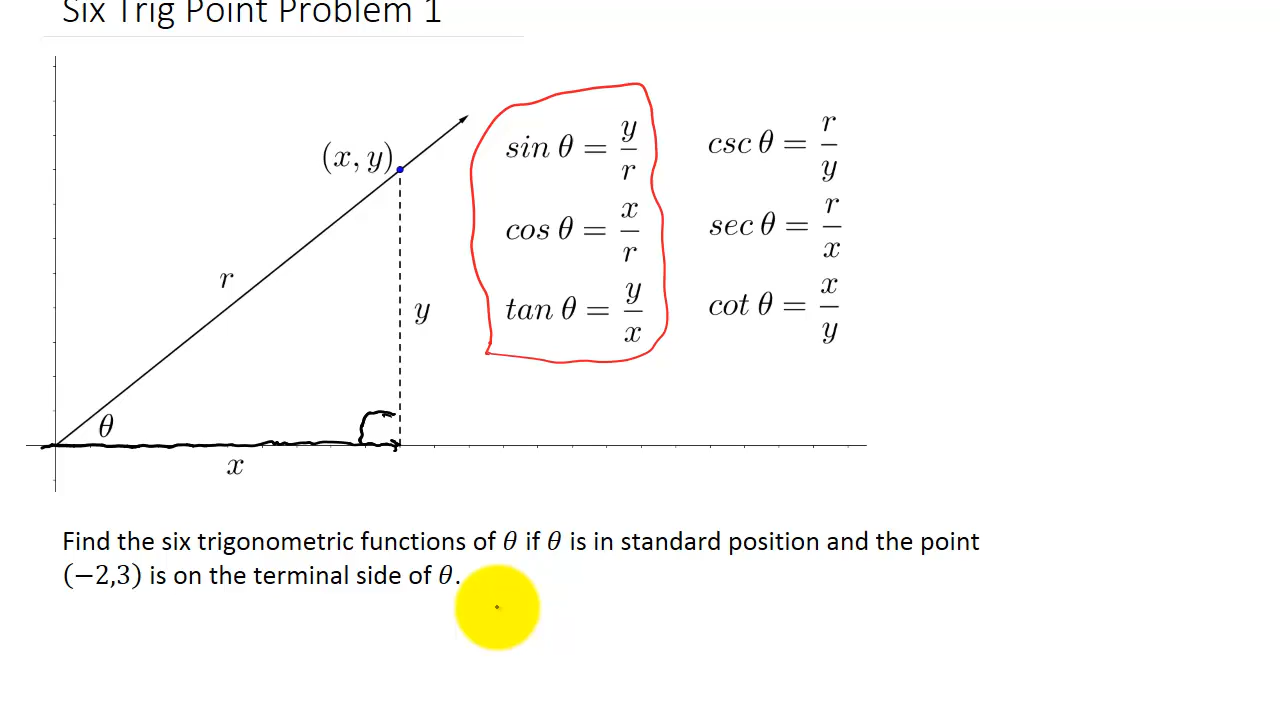 Six Trig Point Problem 1
(x, y)
r
y
θ
x
sin θ = y/r
csc θ = r/y
cos θ = x/r
sec θ = r/x
tan θ = y/x
cot θ = x/y
Find the six trigonometric functions of θ if θ is in standard position and the point
(−2,3) is on the terminal side of θ.